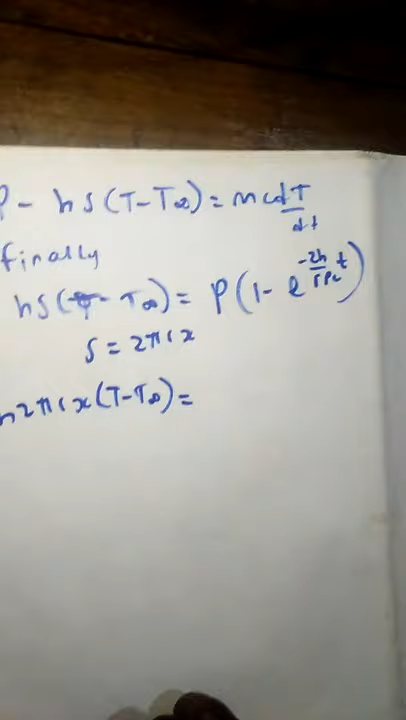 P - hS(T-T∞) = mc dT/dt
finally
hS(T - T∞) = P(1 - e^(-2h/(rρc) t))
S = 2πrx
h2πrx(T-T∞) =